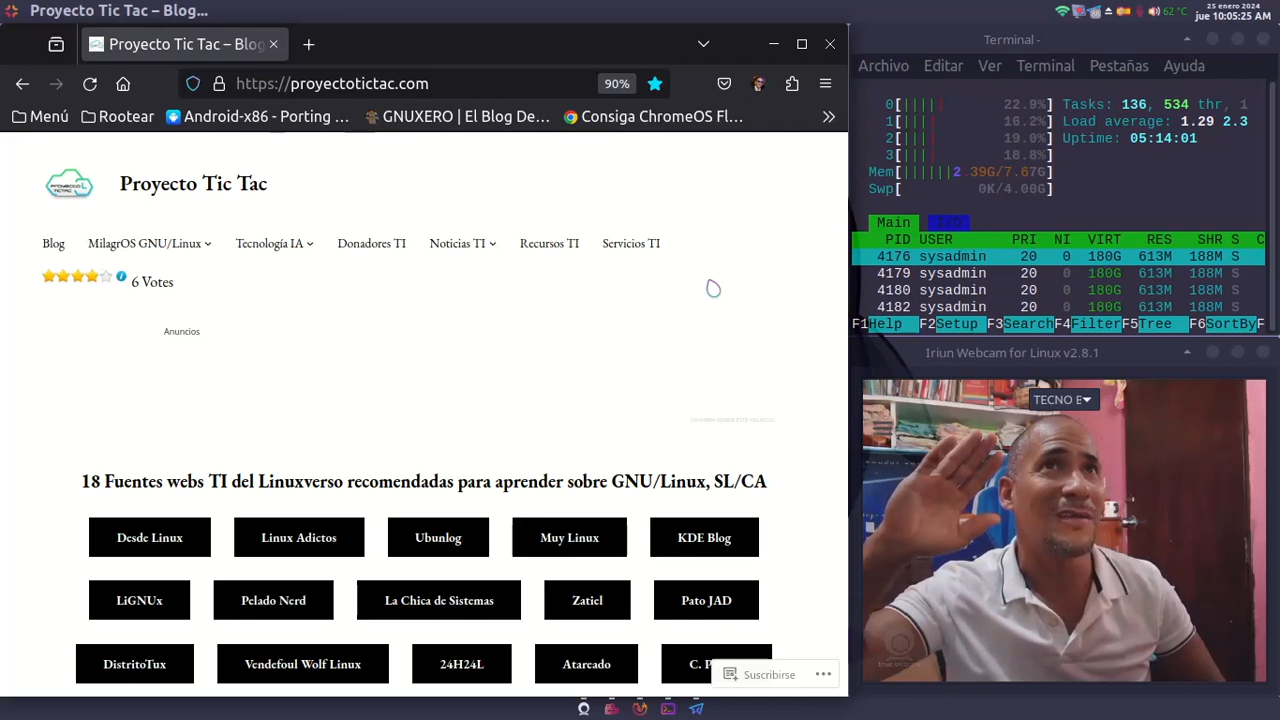 Proyecto Tic Tac – Blog...
62 °C
25 enero 2024
jue 10:05:25 AM
Proyecto Tic Tac – Blog
https://proyectotictac.com
90%
Menú
Rootear
Android-x86 - Porting ...
GNUXERO | El Blog De...
Consiga ChromeOS Fl...
Proyecto Tic Tac
Blog
MilagrOS GNU/Linux
Tecnología IA
Donadores TI
Noticias TI
Recursos TI
Servicios TI
6 Votes
Anuncios
18 Fuentes webs TI del Linuxverso recomendadas para aprender sobre GNU/Linux, SL/CA
Desde Linux
Linux Adictos
Ubunlog
Muy Linux
KDE Blog
LiGNUx
Pelado Nerd
La Chica de Sistemas
Zatiel
Pato JAD
DistritoTux
Vendefoul Wolf Linux
24H24L
Atareado
C. P
Suscribirse
Terminal -
Archivo Editar Ver Terminal Pestañas Ayuda
0[|||| 22.9%] Tasks: 136, 534 thr, 1
1[||| 16.2%] Load average: 1.29 2.3
2[||| 19.0%] Uptime: 05:14:01
3[||| 18.8%]
Mem[||||||2.39G/7.67G]
Swp[ 0K/4.00G]
Main I/O
PID USER PRI NI VIRT RES SHR S C
4176 sysadmin 20 0 180G 613M 188M S
4179 sysadmin 20 0 180G 613M 188M S
4180 sysadmin 20 0 180G 613M 188M S
4182 sysadmin 20 0 180G 613M 188M S
F1Help F2Setup F3Search F4Filter F5Tree F6SortBy F
Iriun Webcam for Linux v2.8.1
TECNO B